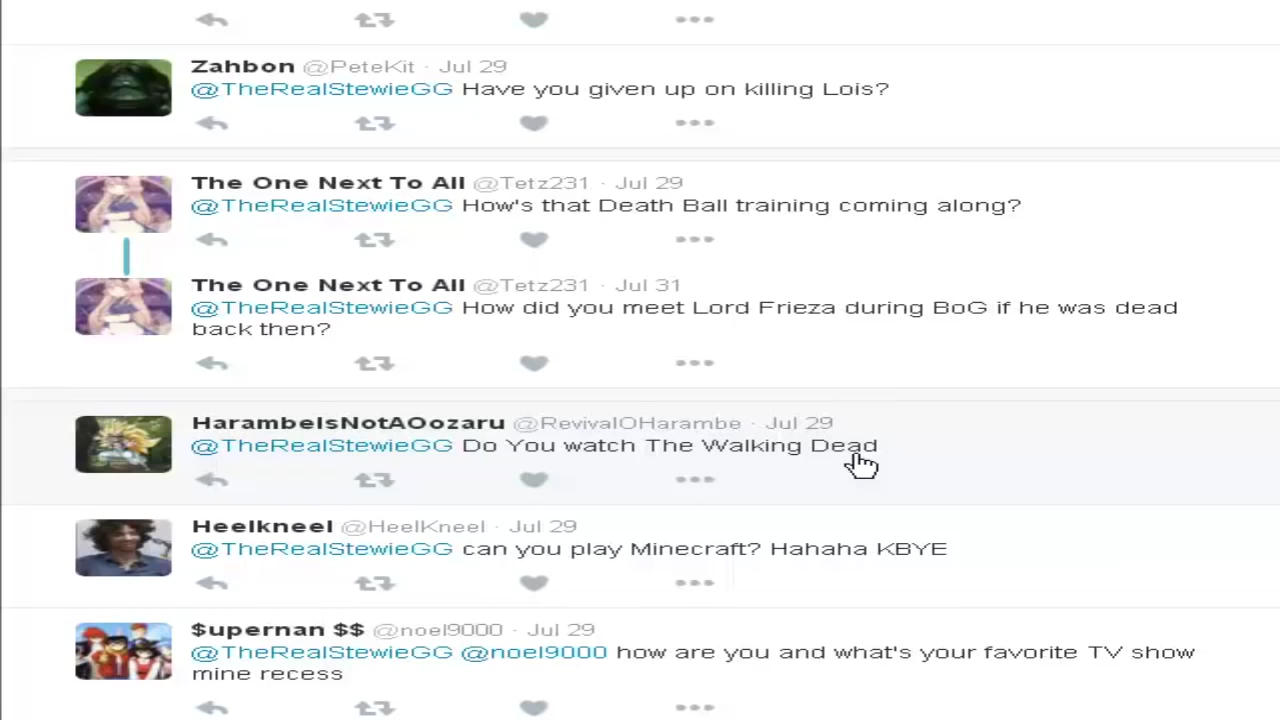 Zahbon @PeteKit · Jul 29
@TheRealStewieGG Have you given up on killing Lois?
The One Next To All @Tetz231 · Jul 29
@TheRealStewieGG How's that Death Ball training coming along?
The One Next To All @Tetz231 · Jul 31
@TheRealStewieGG How did you meet Lord Frieza during BoG if he was dead
back then?
HarambeIsNotAOozaru @RevivalOHarambe · Jul 29
@TheRealStewieGG Do You watch The Walking Dead
Heelkneel @HeelKneel · Jul 29
@TheRealStewieGG can you play Minecraft? Hahaha KBYE
$upernan $$ @noel9000 · Jul 29
@TheRealStewieGG @noel9000 how are you and what's your favorite TV show
mine recess